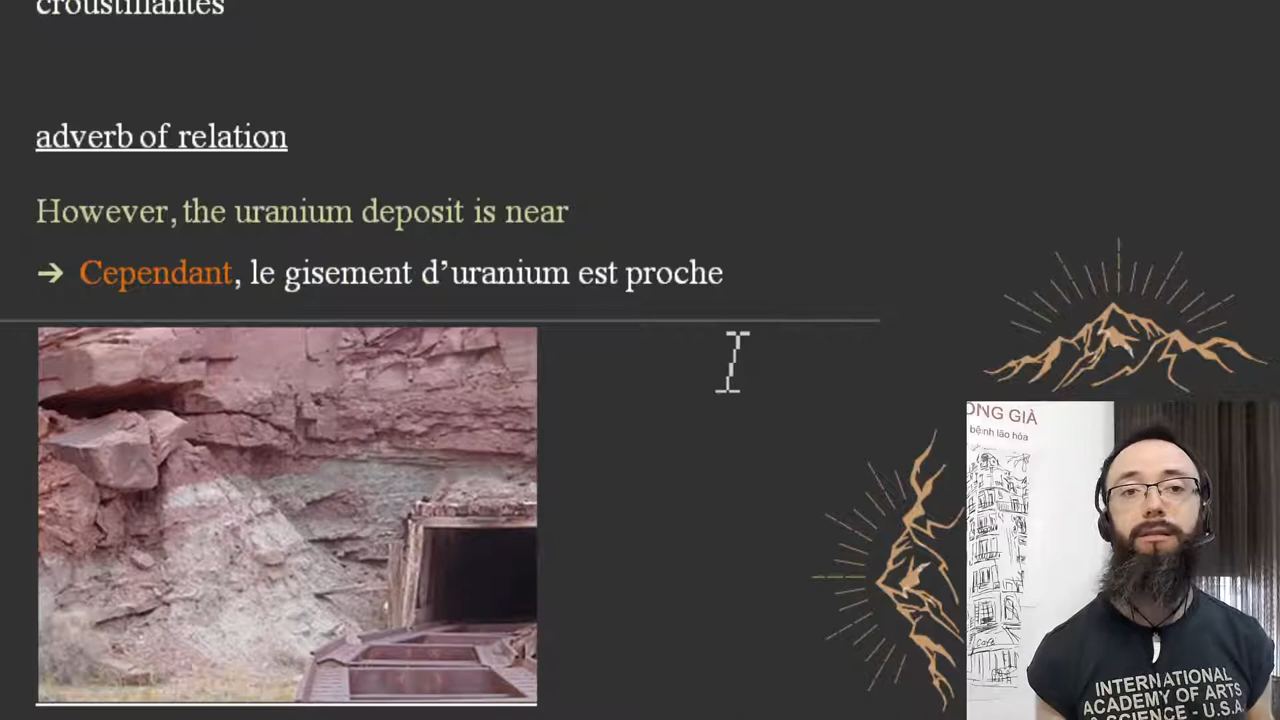 croustillantes
adverb of relation
However, the uranium deposit is near
➔ Cependant, le gisement d’uranium est proche
ONG GIÀ
bệnh lão hóa
Café
INTERNATIONAL
ACADEMY OF ARTS
SCIENCE - U.S.A